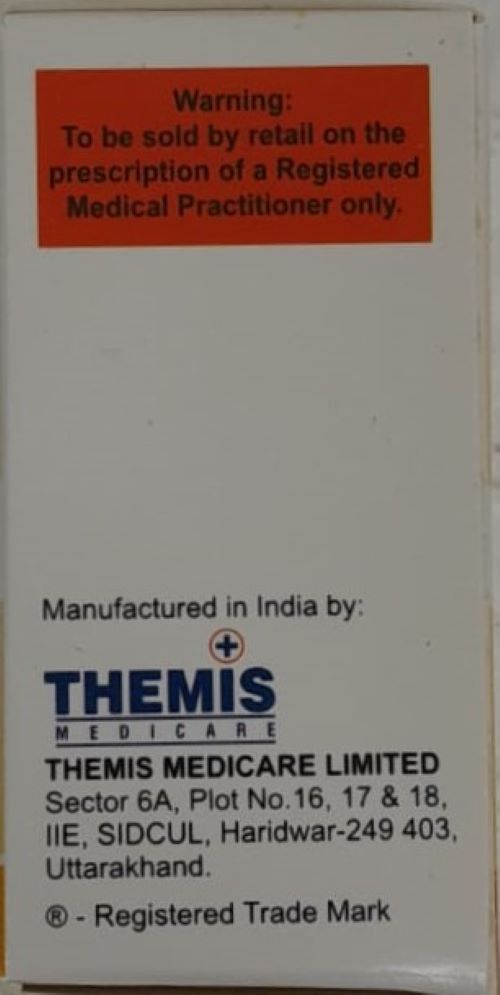 Warning:
To be sold by retail on the
prescription of a Registered
Medical Practitioner only.
Manufactured in India by:
THEMIS
MEDICARE
THEMIS MEDICARE LIMITED
Sector 6A, Plot No.16, 17 & 18,
IIE, SIDCUL, Haridwar-249 403,
Uttarakhand.
® - Registered Trade Mark